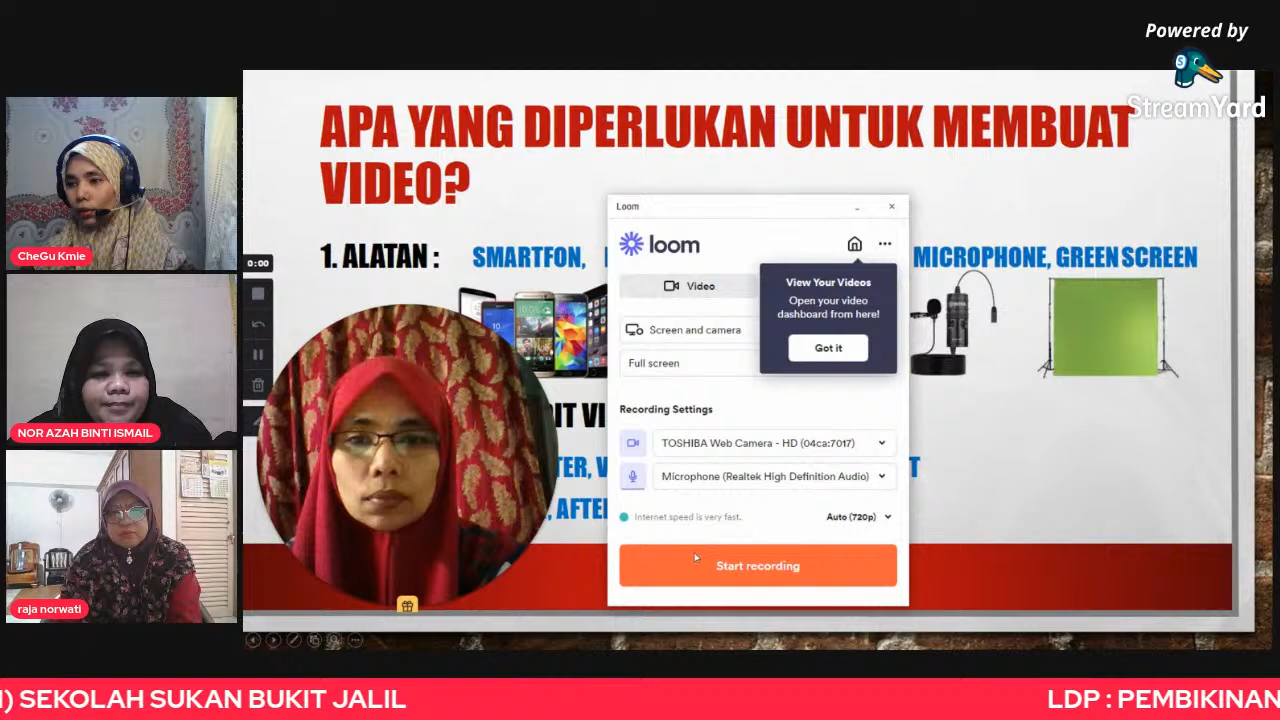 Powered by
StreamYard
APA YANG DIPERLUKAN UNTUK MEMBUAT
VIDEO?
1. ALATAN : SMARTFON, MICROPHONE, GREEN SCREEN
CheGu Kmie
NOR AZAH BINTI ISMAIL
raja norwati
0:00
Loom
loom
Video
Screen and camera
Full screen
View Your Videos
Open your video
dashboard from here!
Got it
Recording Settings
TOSHIBA Web Camera - HD (04ca:7017)
Microphone (Realtek High Definition Audio)
Internet speed is very fast.
Auto (720p)
Start recording
) SEKOLAH SUKAN BUKIT JALIL
LDP : PEMBIKINAN